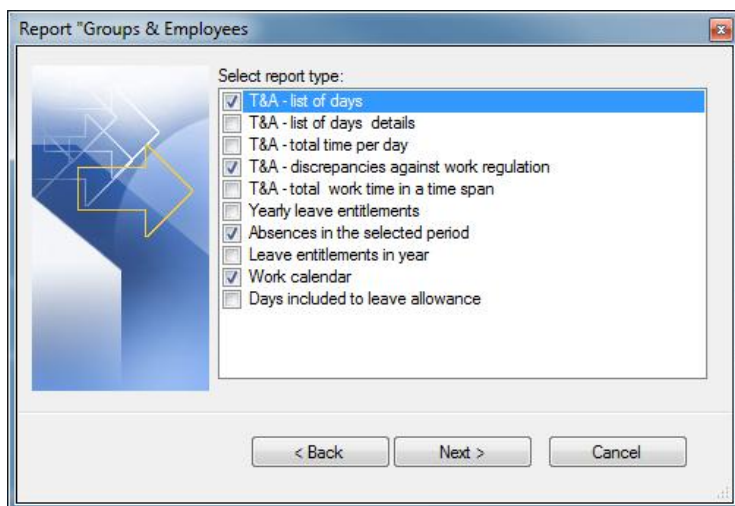 Report "Groups & Employees
Select report type:
T&A - list of days
T&A - list of days details
T&A - total time per day
T&A - discrepancies against work regulation
T&A - total work time in a time span
Yearly leave entitlements
Absences in the selected period
Leave entitlements in year
Work calendar
Days included to leave allowance
< Back
Next >
Cancel